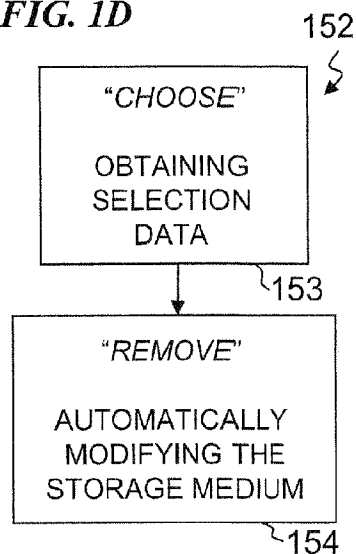 FIG. 1D
152
"CHOOSE"
OBTAINING
SELECTION
DATA
153
"REMOVE"
AUTOMATICALLY
MODIFYING THE
STORAGE MEDIUM
154